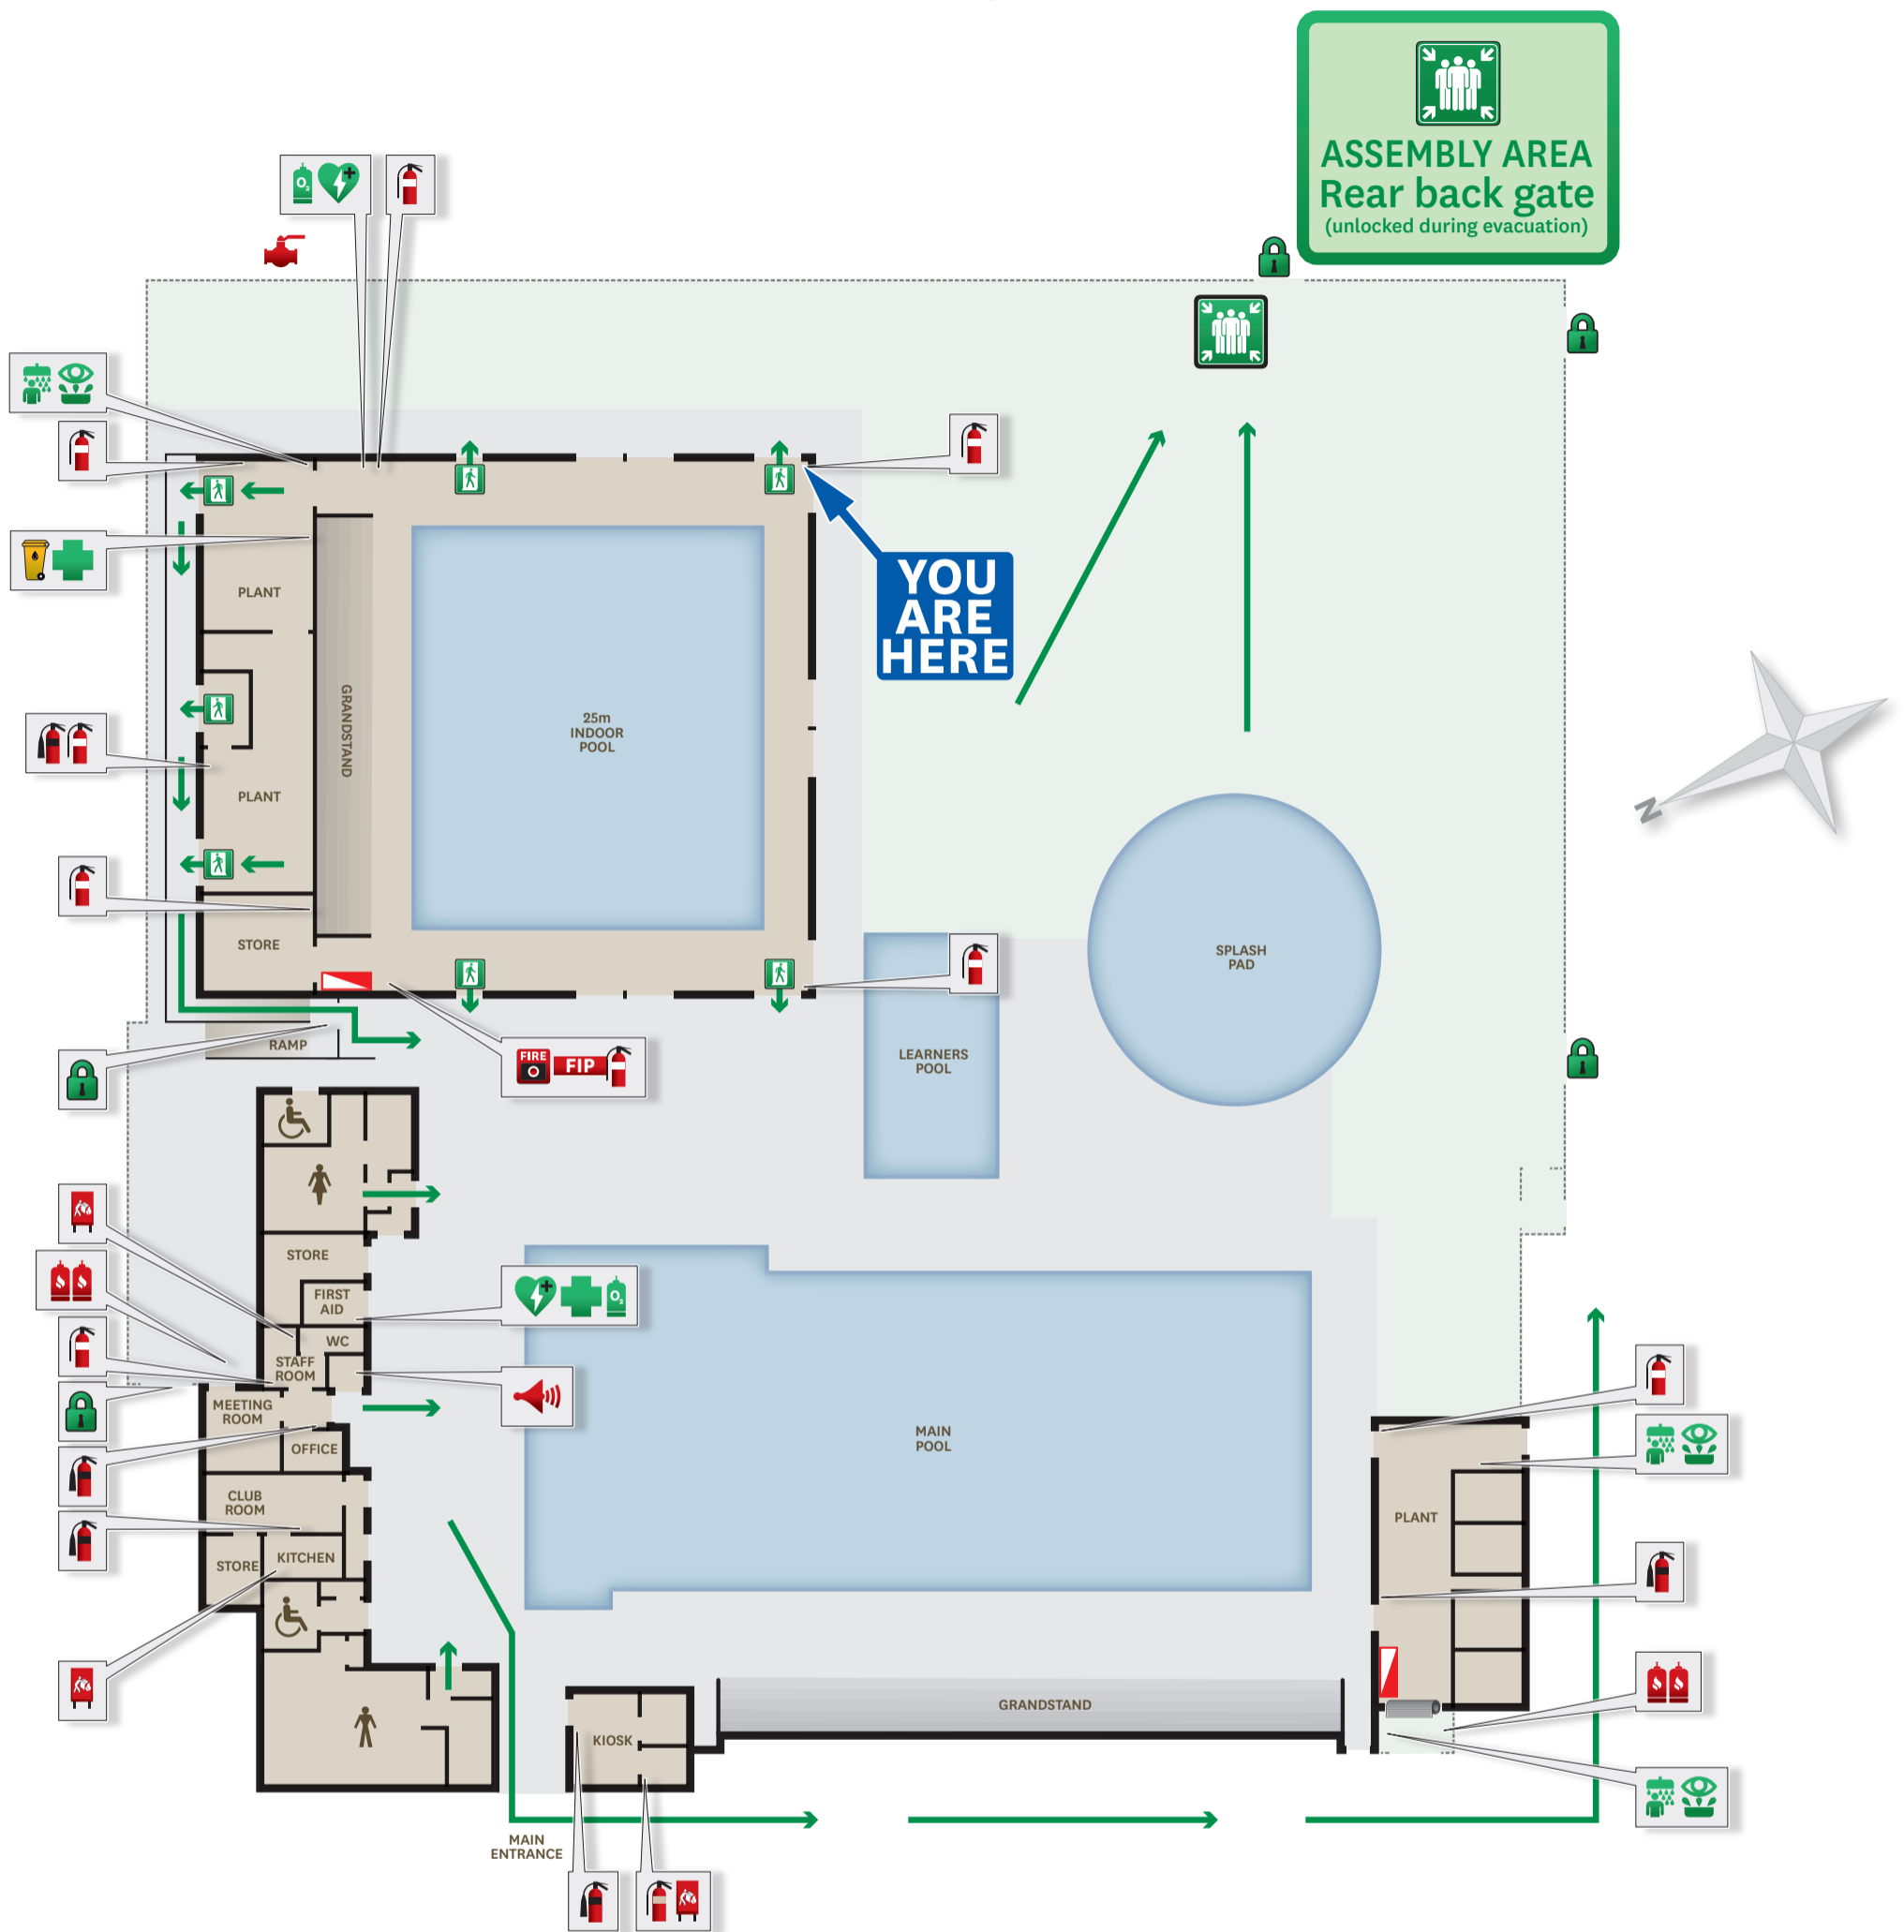 ASSEMBLY AREA
Rear back gate
(unlocked during evacuation)
O2
YOU
ARE
HERE
PLANT
GRANDSTAND
25m
INDOOR
POOL
PLANT
N
STORE
SPLASH
PAD
RAMP
FIRE
FIP
LEARNERS
POOL
STORE
FIRST
AID
O2
WC
STAFF
ROOM
MEETING
ROOM
OFFICE
MAIN
POOL
CLUB
ROOM
PLANT
STORE
KITCHEN
GRANDSTAND
KIOSK
MAIN
ENTRANCE